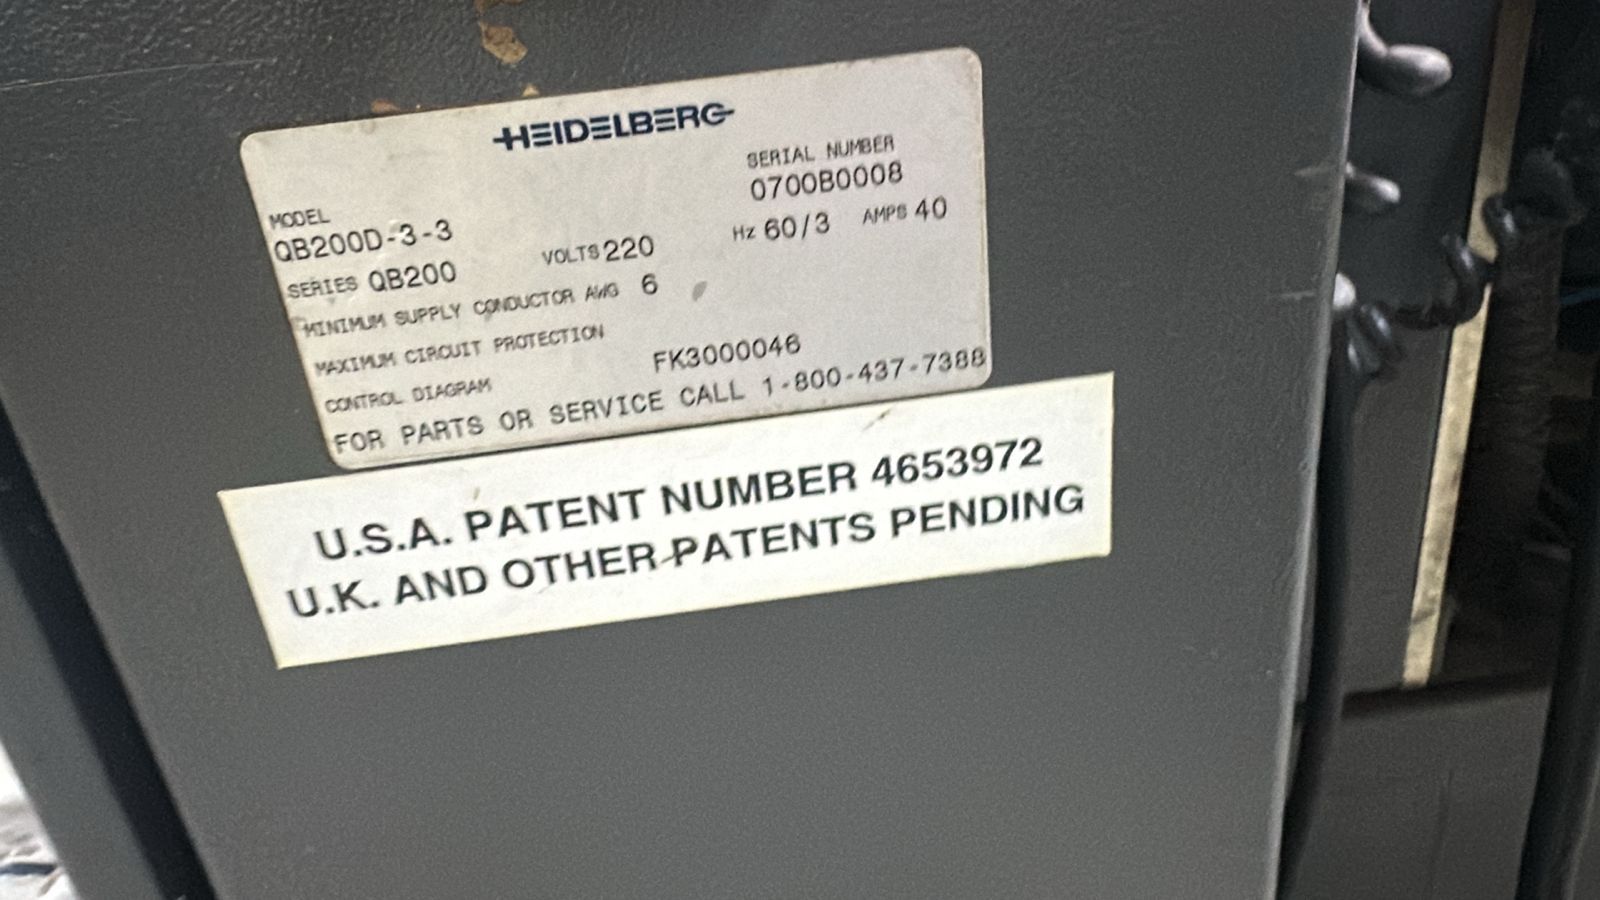 HEIDELBERG
SERIAL NUMBER
MODEL 0700B0008
QB200D-3-3 Hz 60/3 AMPS 40
SERIES QB200 VOLTS 220
MINIMUM SUPPLY CONDUCTOR AWG 6
MAXIMUM CIRCUIT PROTECTION
CONTROL DIAGRAM FK3000046
FOR PARTS OR SERVICE CALL 1-800-437-7388
U.S.A. PATENT NUMBER 4653972
U.K. AND OTHER PATENTS PENDING